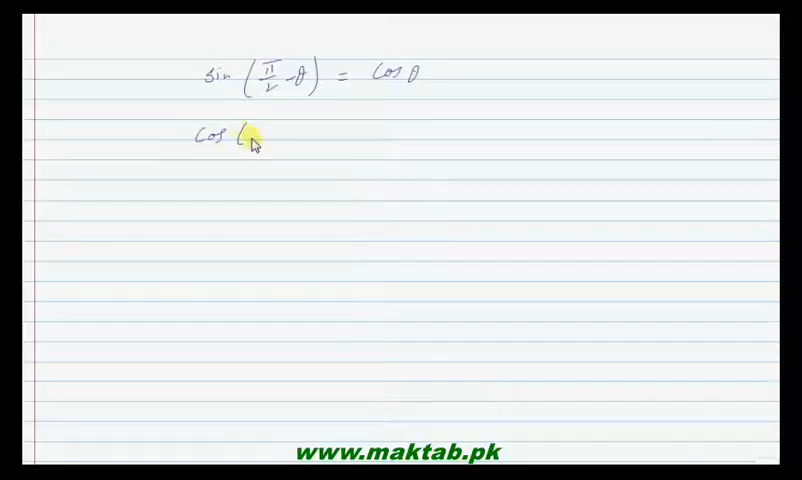 sin (π/2 - θ) = cos θ
cos (
www.maktab.pk